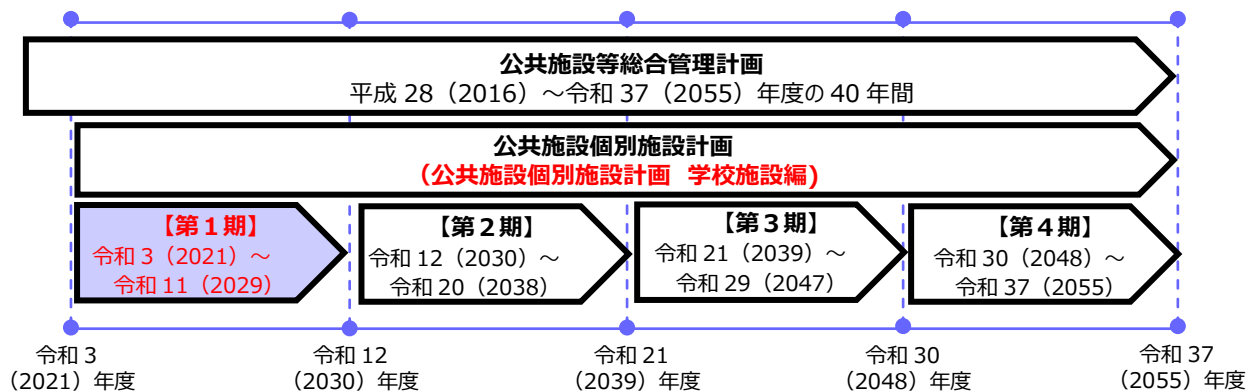 公共施設等総合管理計画
平成 28（2016）～令和 37（2055）年度の 40 年間
公共施設個別施設計画
（公共施設個別施設計画 学校施設編)
【第１期】
令和 3（2021）～
令和 11（2029）
【第２期】
令和 12（2030）～
令和 20（2038）
【第３期】
令和 21（2039）～
令和 29（2047）
【第４期】
令和 30（2048）～
令和 37（2055）
令和 3
（2021）年度
令和 12
（2030）年度
令和 21
（2039）年度
令和 30
（2048）年度
令和 37
（2055）年度